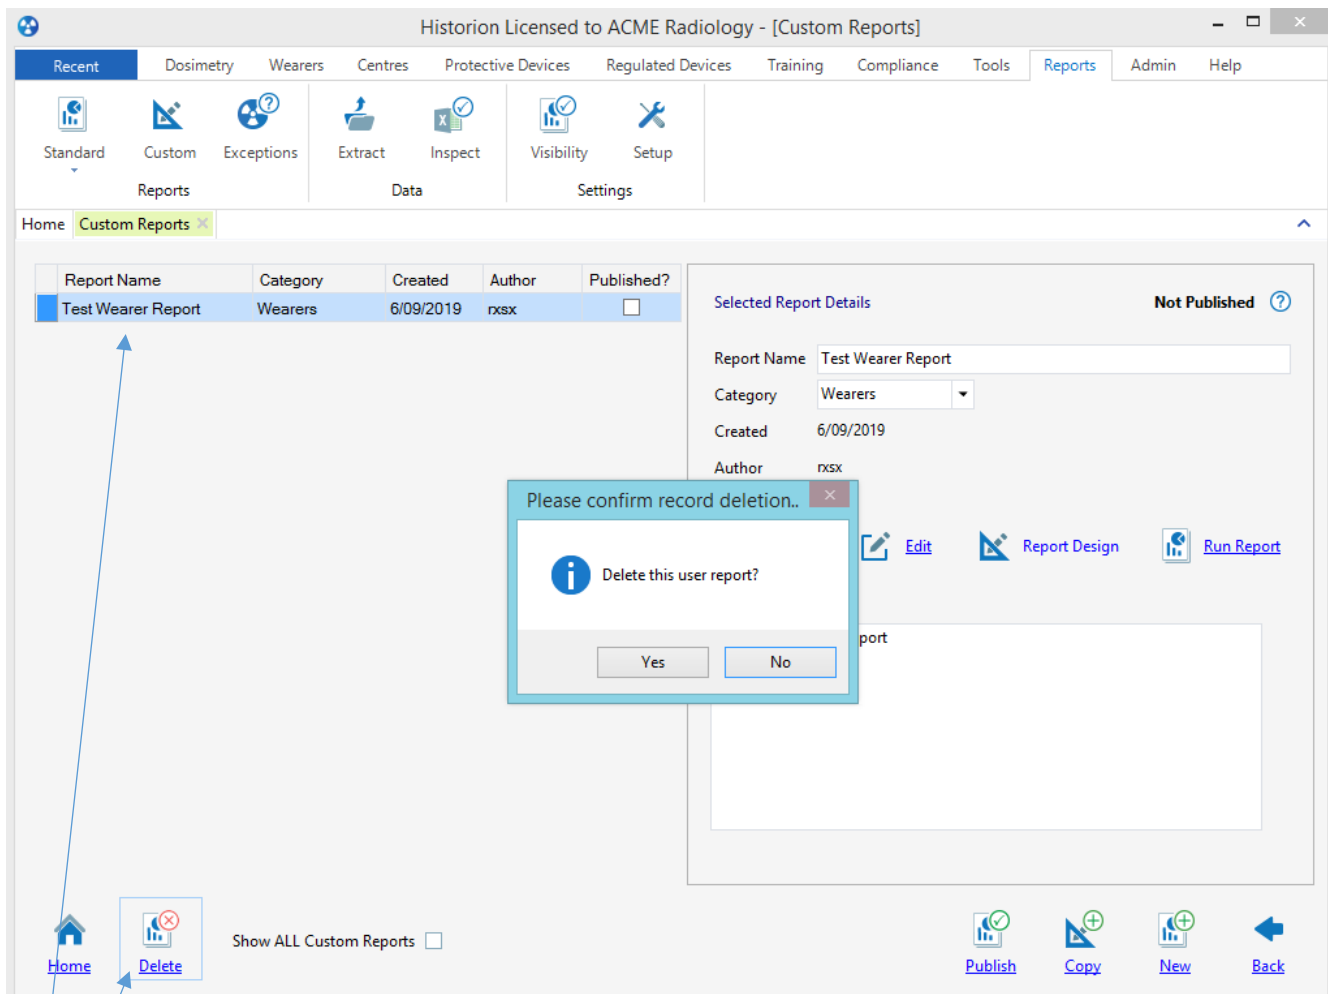 Historion Licensed to ACME Radiology - [Custom Reports]
Recent Dosimetry Wearers Centres Protective Devices Regulated Devices Training Compliance Tools Reports Admin Help
Standard Custom Exceptions Extract Inspect Visibility Setup
Reports Data Settings
Home Custom Reports
Report Name Category Created Author Published?
Test Wearer Report Wearers 6/09/2019 rxsx
Selected Report Details Not Published
Report Name Test Wearer Report
Category Wearers
Created 6/09/2019
Author rxsx
Please confirm record deletion..
Delete this user report?
Yes No
Edit Report Design Run Report
port
Home Delete Show ALL Custom Reports Publish Copy New Back